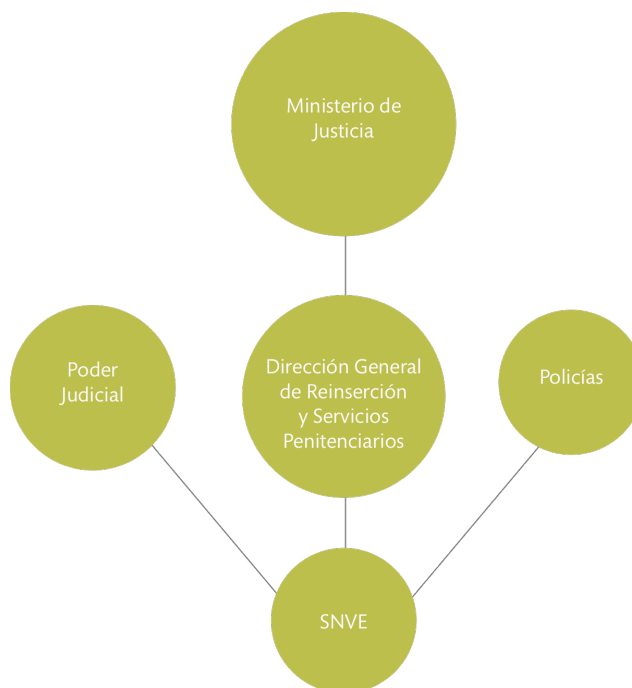 Ministerio de
Justicia
Poder
Judicial
Dirección General
de Reinserción
y Servicios
Penitenciarios
Policías
SNVE